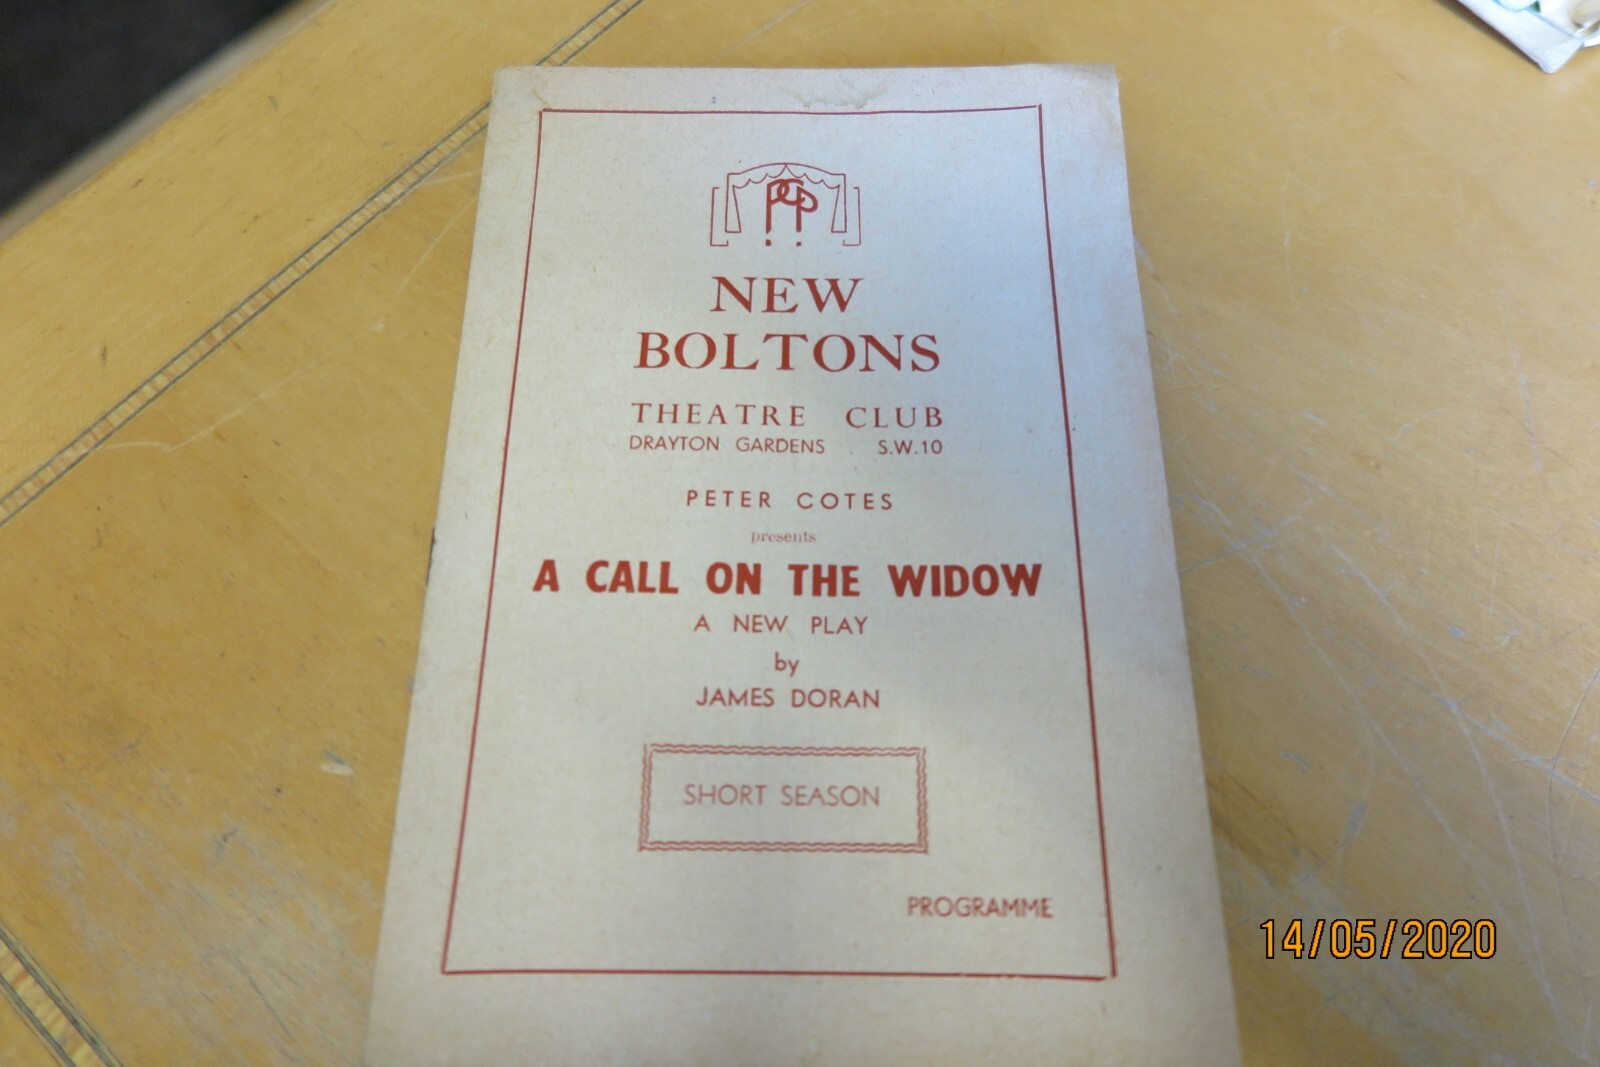 PCP
NEW
BOLTONS
THEATRE CLUB
DRAYTON GARDENS . S.W.10
PETER COTES
presents
A CALL ON THE WIDOW
A NEW PLAY
by
JAMES DORAN
SHORT SEASON
PROGRAMME
14/05/2020